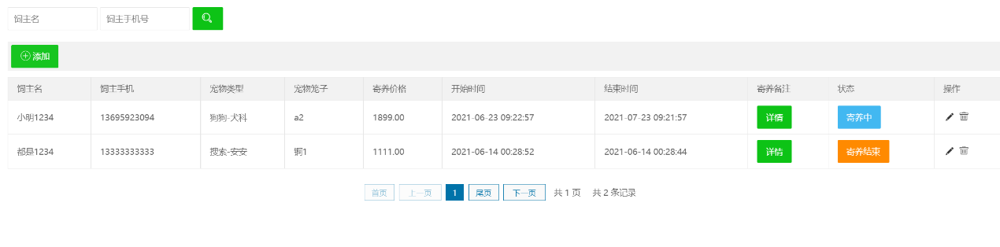 饲主名 饲主手机号
添加
饲主名 饲主手机 宠物类型 宠物笼子 寄养价格 开始时间 结束时间 寄养备注 状态 操作
小明1234 13695923094 狗狗-犬科 a2 1899.00 2021-06-23 09:22:57 2021-07-23 09:21:57 详情 寄养中
都是1234 13333333333 搜索-安安 锕1 1111.00 2021-06-14 00:28:52 2021-06-14 00:28:44 详情 寄养结束
首页 上一页 1 尾页 下一页 共 1 页 共 2 条记录